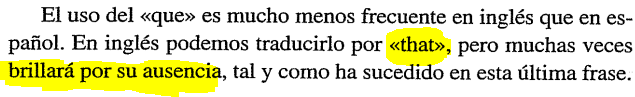 El uso del «que» es mucho menos frecuente en inglés que en es-
pañol. En inglés podemos traducirlo por «that», pero muchas veces
brillará por su ausencia, tal y como ha sucedido en esta última frase.